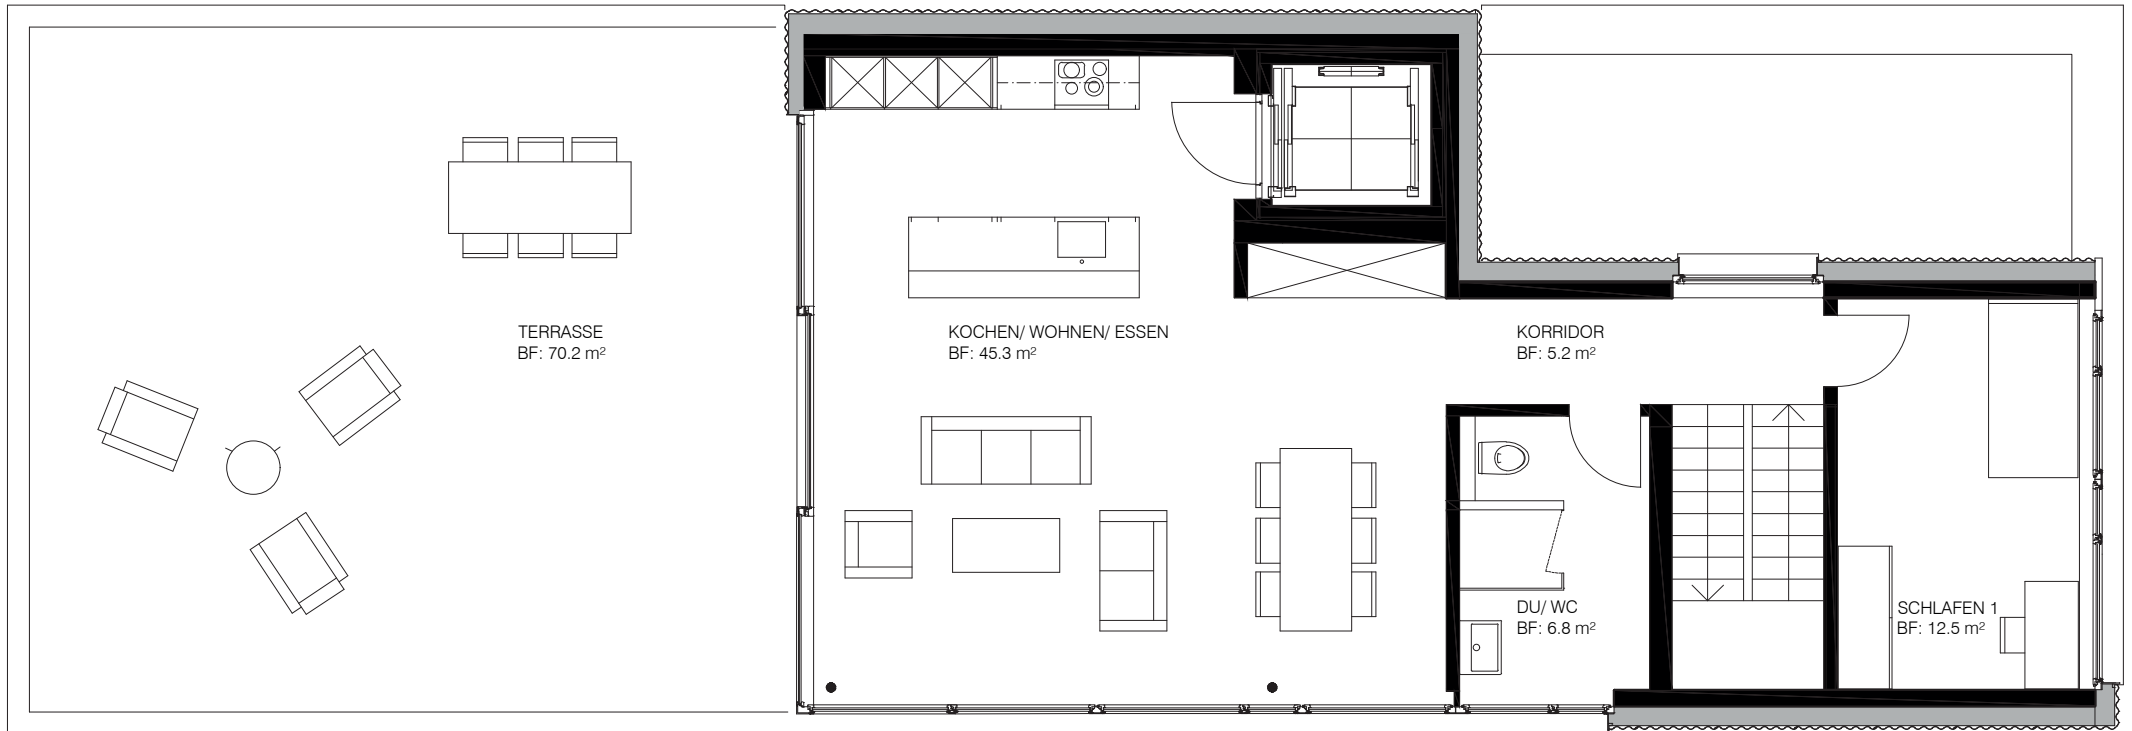 TERRASSE
BF: 70.2 m²
KOCHEN/ WOHNEN/ ESSEN
BF: 45.3 m²
KORRIDOR
BF: 5.2 m²
DU/ WC
BF: 6.8 m²
SCHLAFEN 1
BF: 12.5 m²